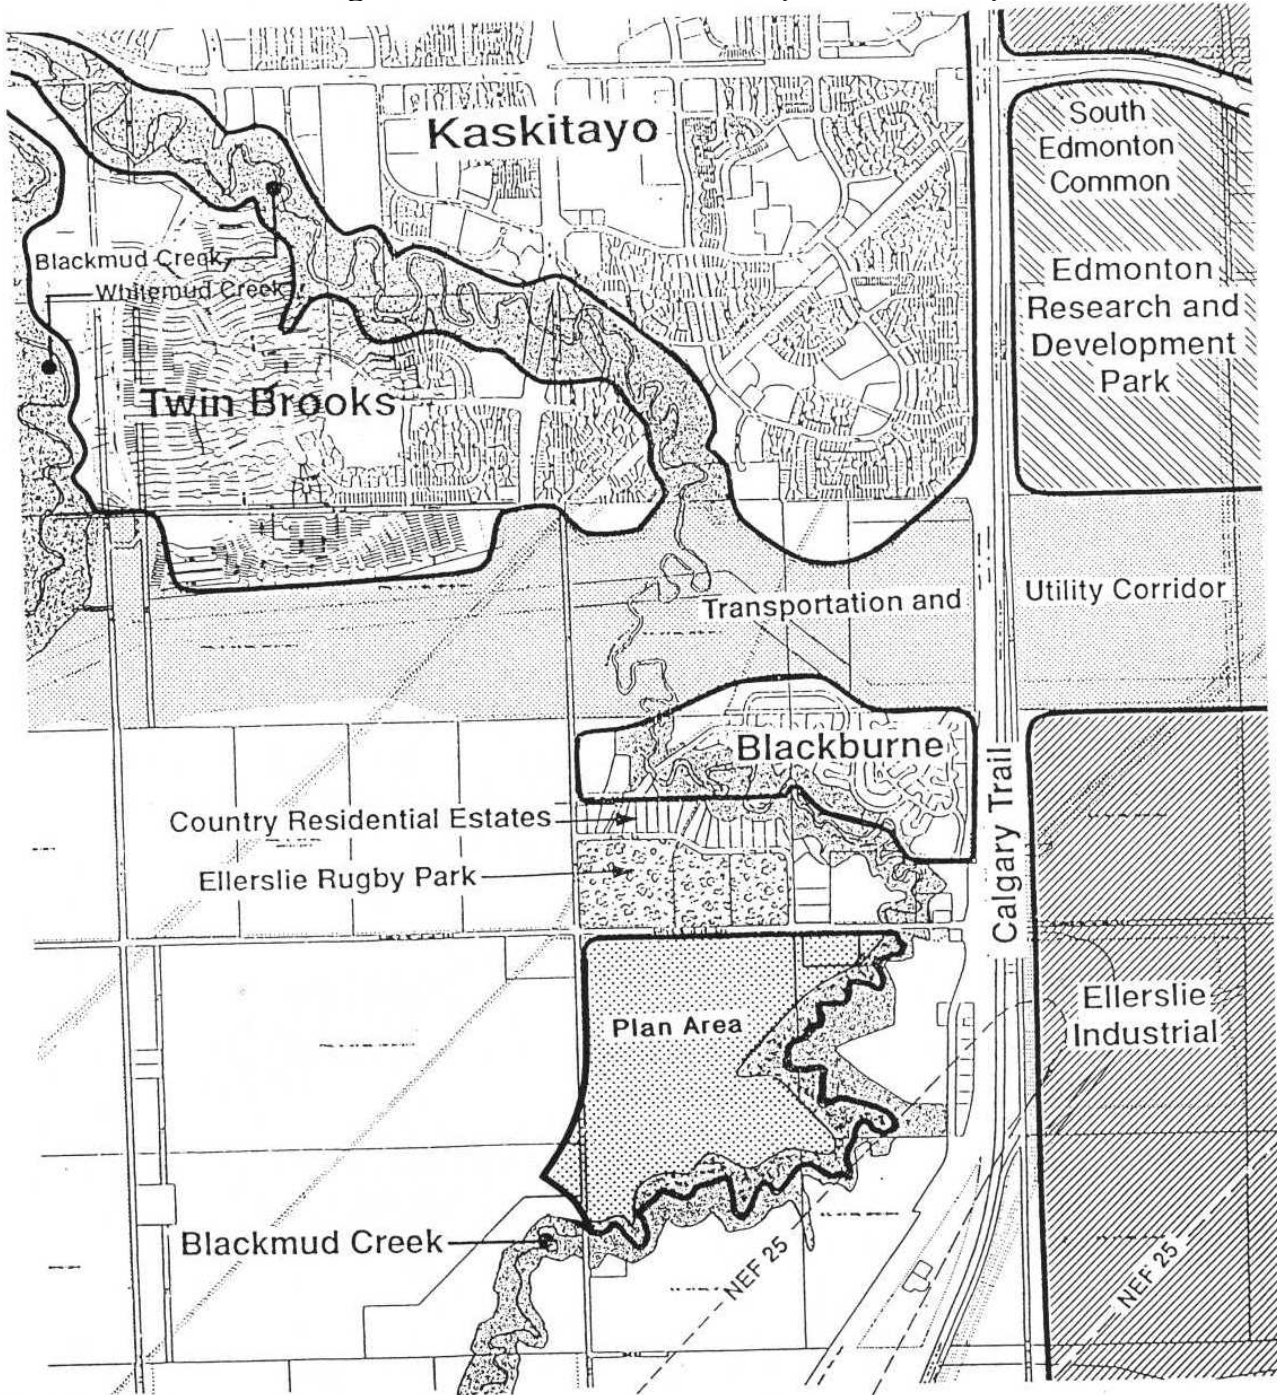 Kaskitayo
South
Edmonton
Common
Edmonton
Research and
Development
Park
Blackmud Creek
Whitemud Creek
Twin Brooks
Transportation and
Utility Corridor
Blackburne
Calgary Trail
Country Residential Estates
Ellerslie Rugby Park
Plan Area
Ellerslie
Industrial
Blackmud Creek
NEF 25
NEF 25